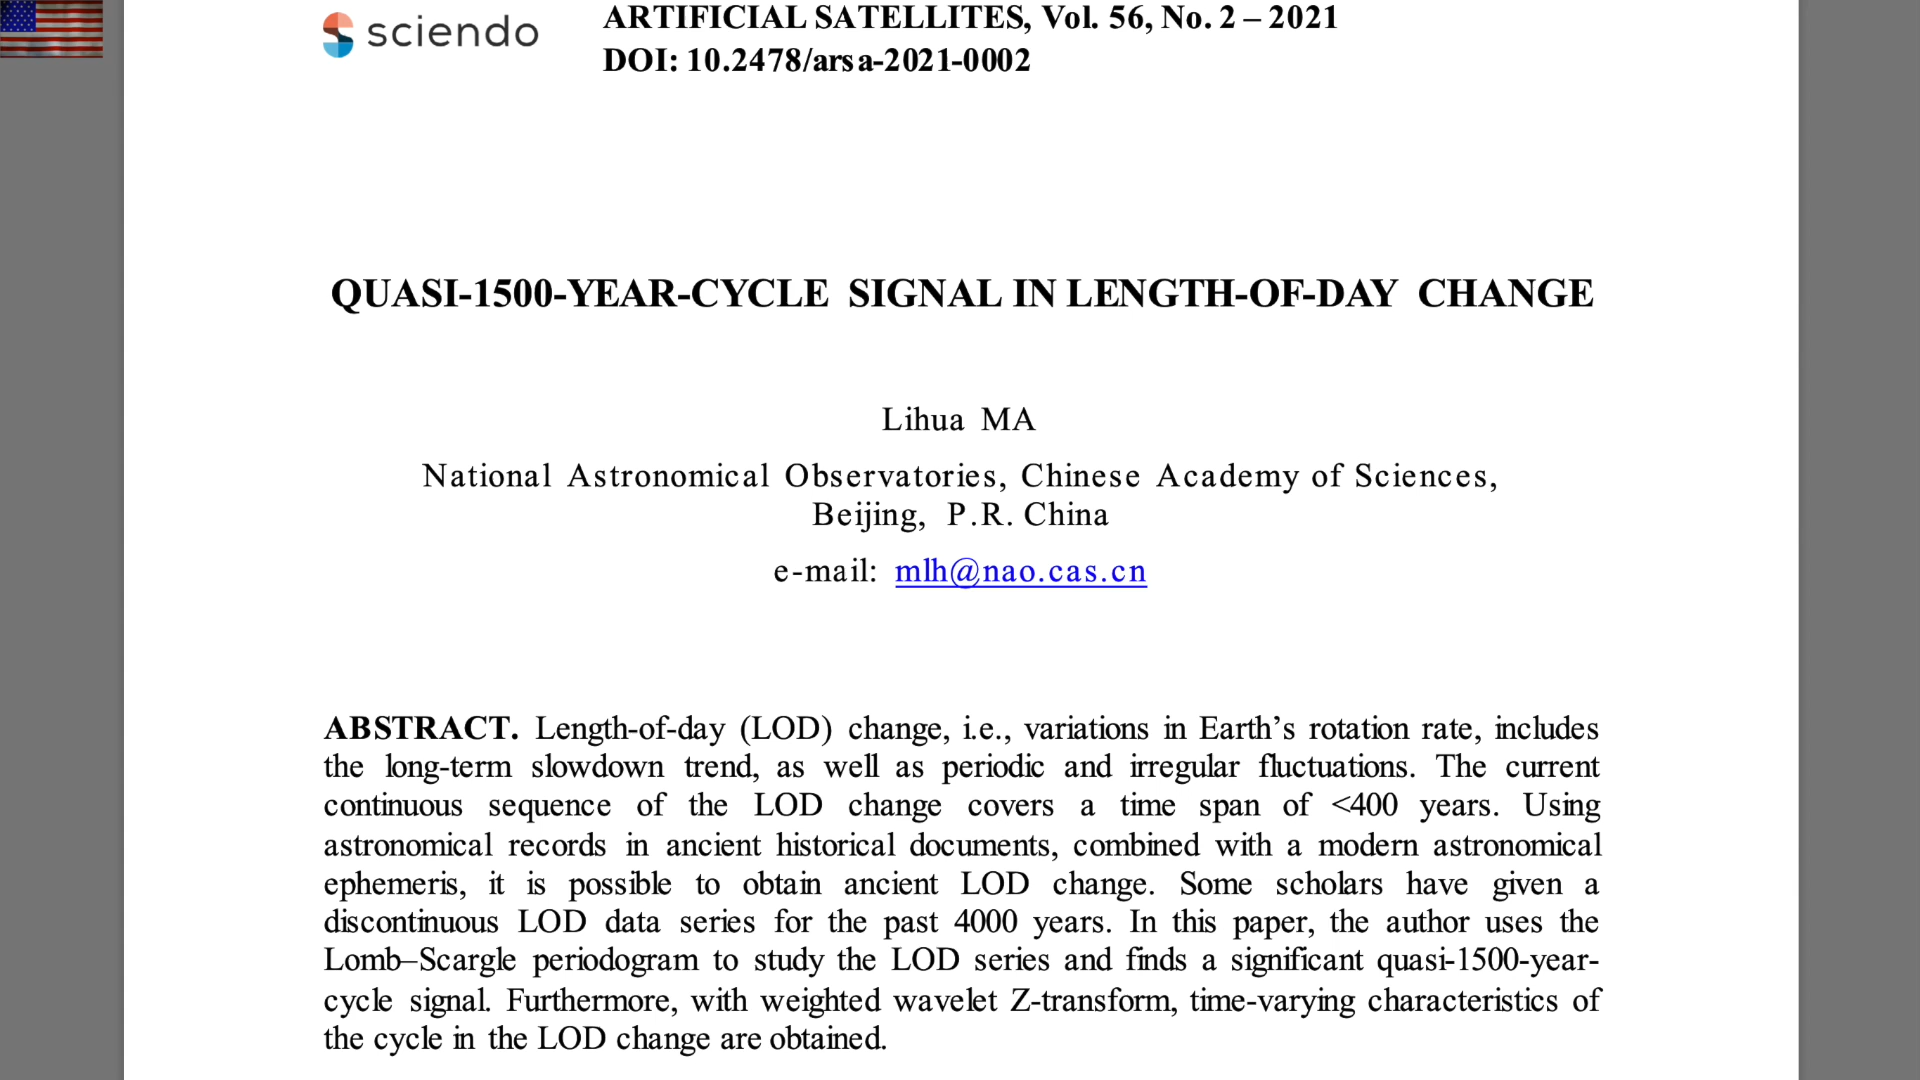 sciendo
ARTIFICIAL SATELLITES, Vol. 56, No. 2 – 2021
DOI: 10.2478/arsa-2021-0002
QUASI-1500-YEAR-CYCLE SIGNAL IN LENGTH-OF-DAY CHANGE
Lihua MA
National Astronomical Observatories, Chinese Academy of Sciences,
Beijing, P.R. China
e-mail: mlh@nao.cas.cn
ABSTRACT. Length-of-day (LOD) change, i.e., variations in Earth’s rotation rate, includes
the long-term slowdown trend, as well as periodic and irregular fluctuations. The current
continuous sequence of the LOD change covers a time span of <400 years. Using
astronomical records in ancient historical documents, combined with a modern astronomical
ephemeris, it is possible to obtain ancient LOD change. Some scholars have given a
discontinuous LOD data series for the past 4000 years. In this paper, the author uses the
Lomb–Scargle periodogram to study the LOD series and finds a significant quasi-1500-year-
cycle signal. Furthermore, with weighted wavelet Z-transform, time-varying characteristics of
the cycle in the LOD change are obtained.